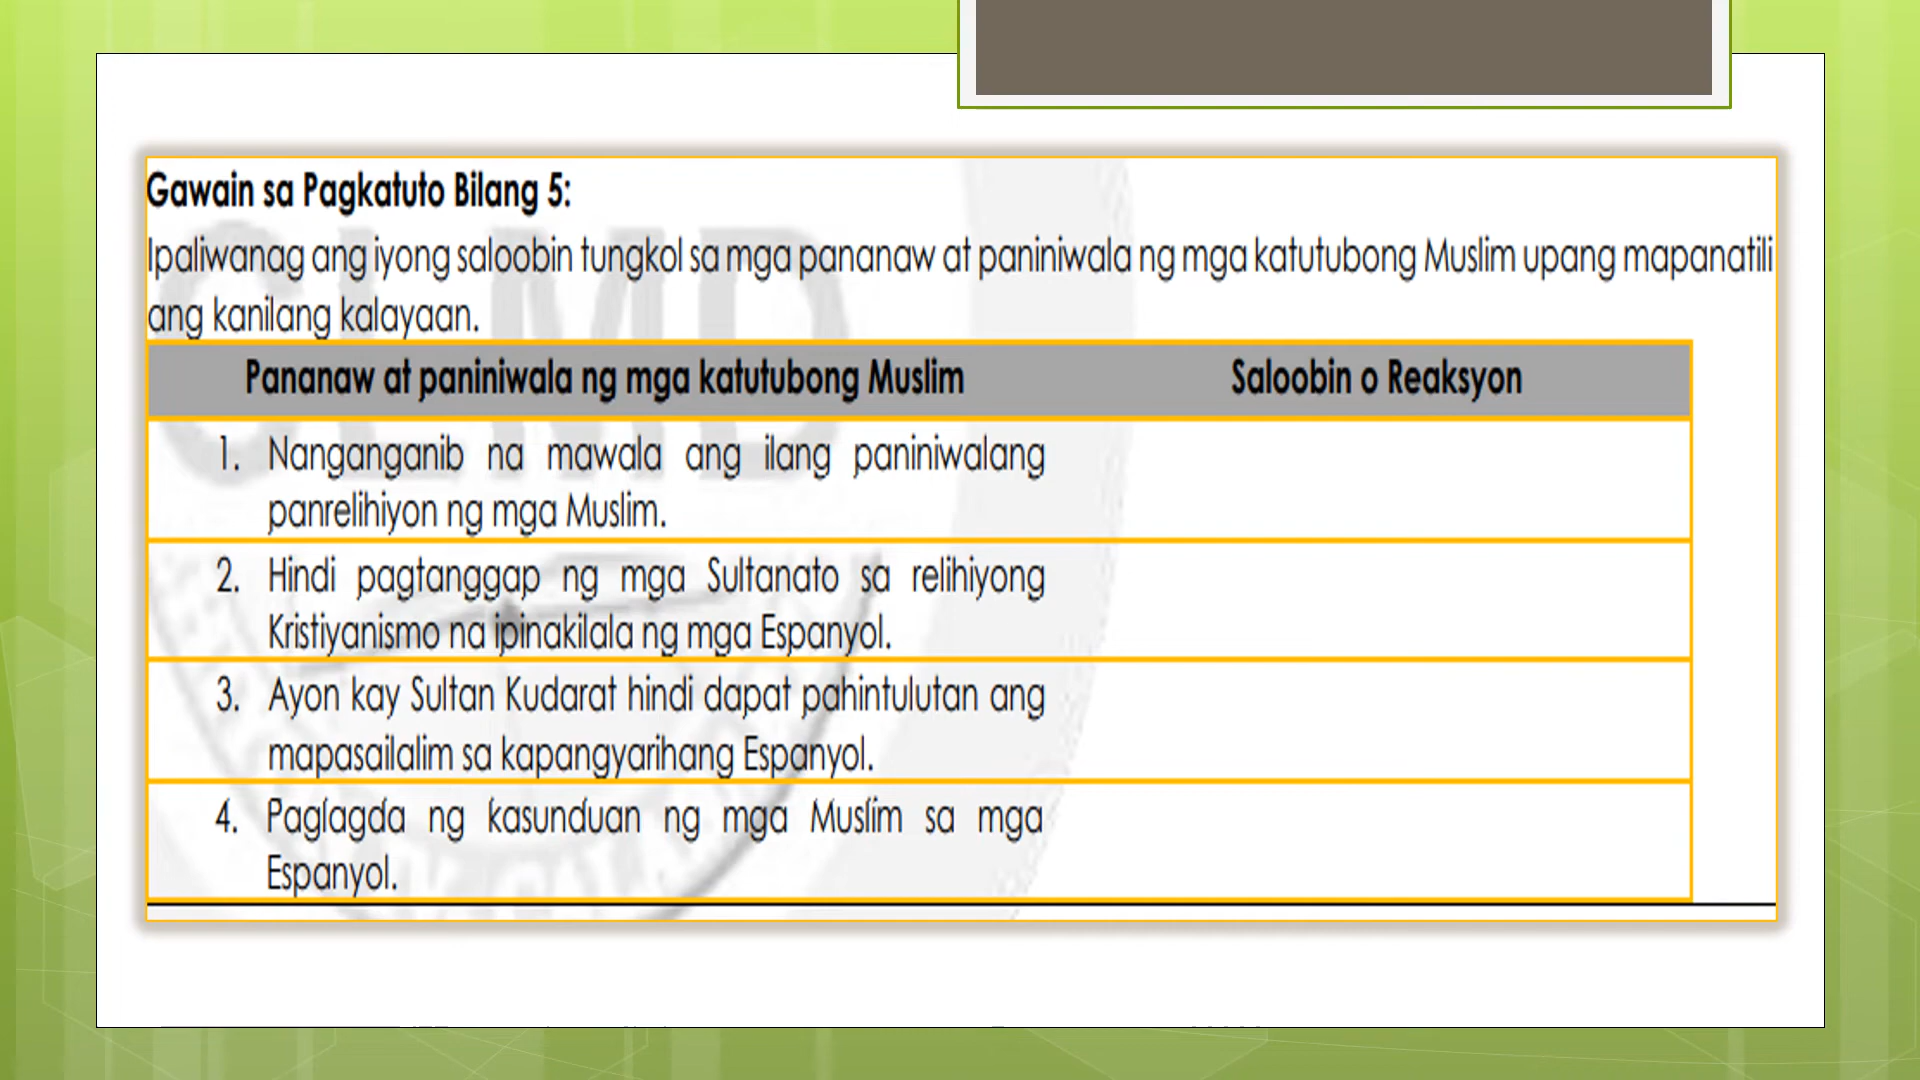 Gawain sa Pagkatuto Bilang 5:
Ipaliwanag ang iyong saloobin tungkol sa mga pananaw at paniniwala ng mga katutubong Muslim upang mapanatili
ang kanilang kalayaan.
Pananaw at paniniwala ng mga katutubong Muslim
Saloobin o Reaksyon
1. Nanganganib na mawala ang ilang paniniwalang
panrelihiyon ng mga Muslim.
2. Hindi pagtanggap ng mga Sultanato sa relihiyong
Kristiyanismo na ipinakilala ng mga Espanyol.
3. Ayon kay Sultan Kudarat hindi dapat pahintulutan ang
mapasailalim sa kapangyarihang Espanyol.
4. Paglagda ng kasunduan ng mga Muslim sa mga
Espanyol.
CLMD